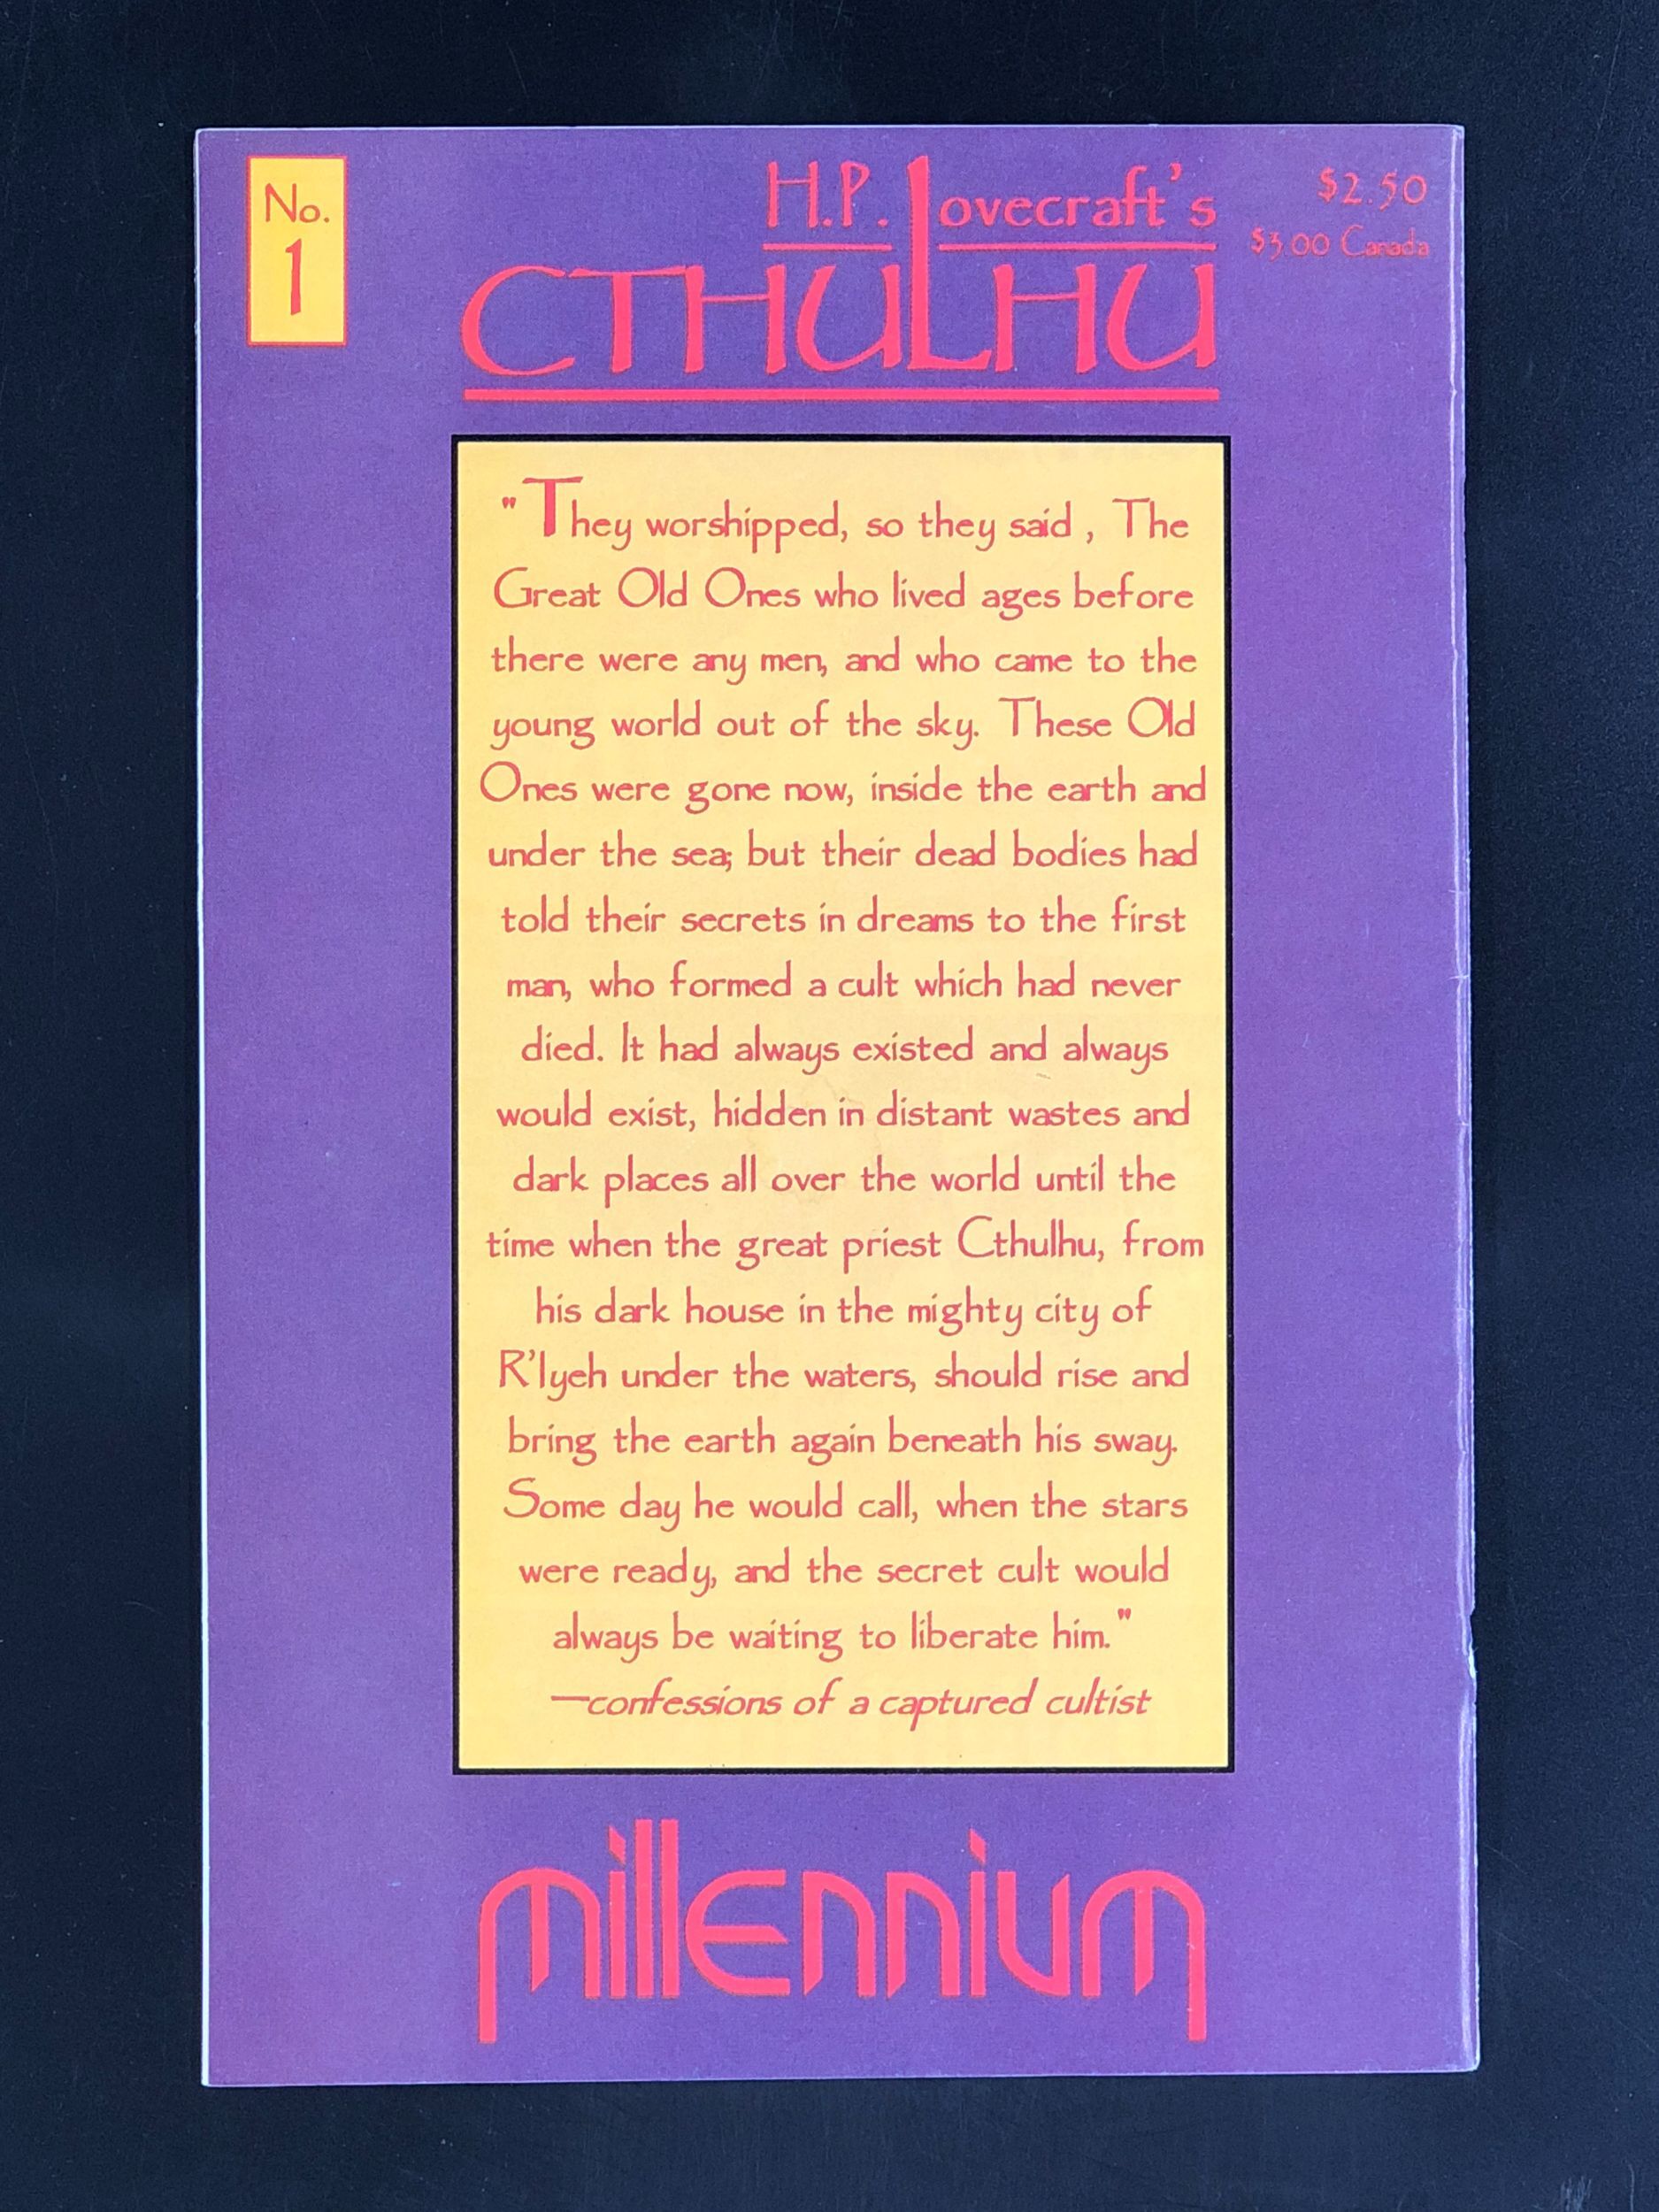 No.
1
H.P. Lovecraft's
CTHULHU
$2.50
$3.00 Canada
"They worshipped, so they said , The
Great Old Ones who lived ages before
there were any men, and who came to the
young world out of the sky. These Old
Ones were gone now, inside the earth and
under the sea; but their dead bodies had
told their secrets in dreams to the first
man, who formed a cult which had never
died. It had always existed and always
would exist, hidden in distant wastes and
dark places all over the world until the
time when the great priest Cthulhu, from
his dark house in the mighty city of
R'lyeh under the waters, should rise and
bring the earth again beneath his sway.
Some day he would call, when the stars
were ready, and the secret cult would
always be waiting to liberate him."
—confessions of a captured cultist
millennium